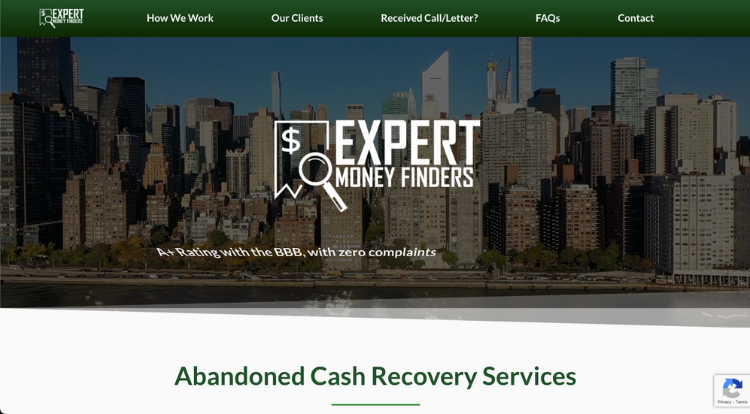 EXPERT
MONEY FINDERS
How We Work
Our Clients
Received Call/Letter?
FAQs
Contact
$
EXPERT
MONEY FINDERS
A+ Rating with the BBB, with zero complaints
Abandoned Cash Recovery Services
Privacy - Terms